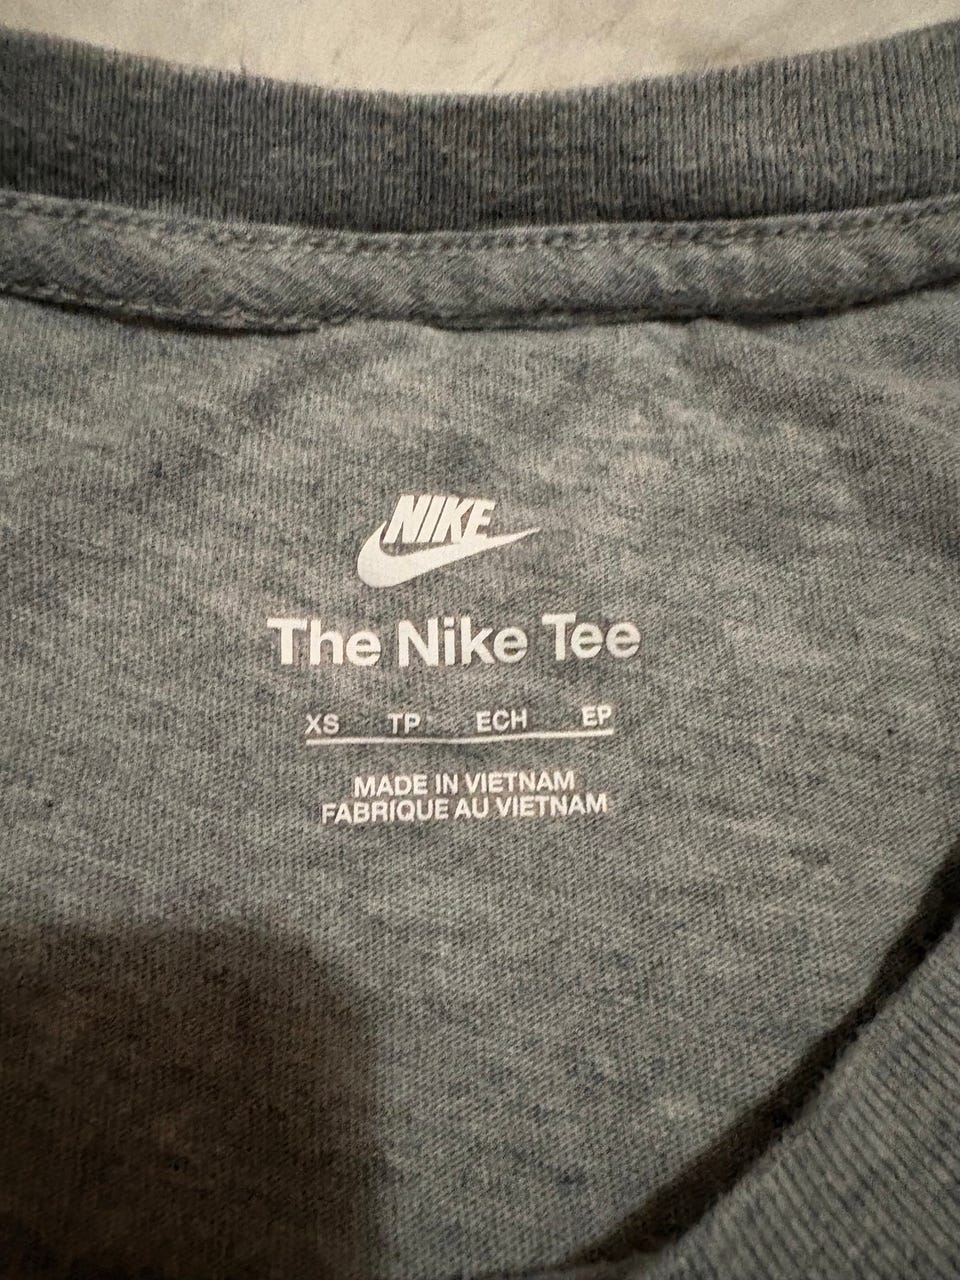 NIKE
The Nike Tee
XS TP ECH EP
MADE IN VIETNAM
FABRIQUE AU VIETNAM